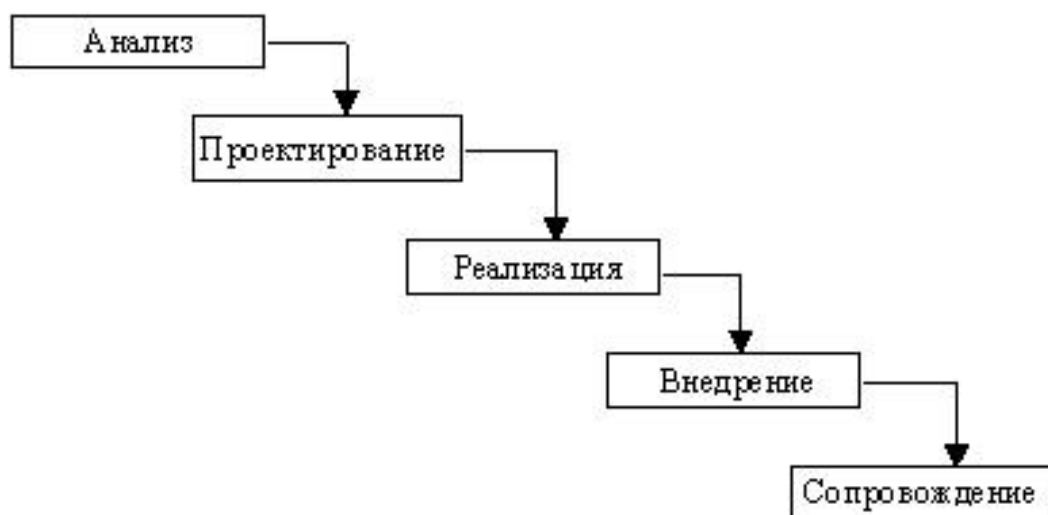 Анализ
Проектирование
Реализация
Внедрение
Сопровождение